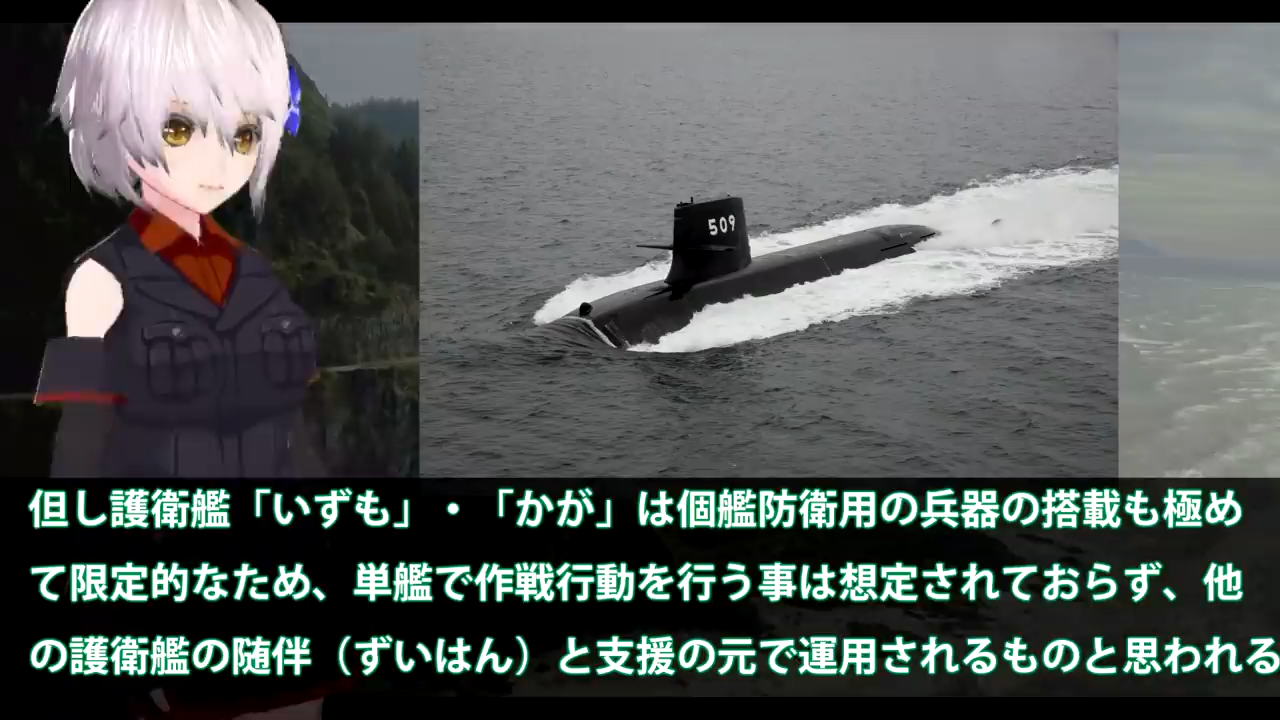 509
但し護衛艦「いずも」・「かが」は個艦防衛用の兵器の搭載も極め
て限定的なため、単艦で作戦行動を行う事は想定されておらず、他
の護衛艦の随伴（ずいはん）と支援の元で運用されるものと思われる